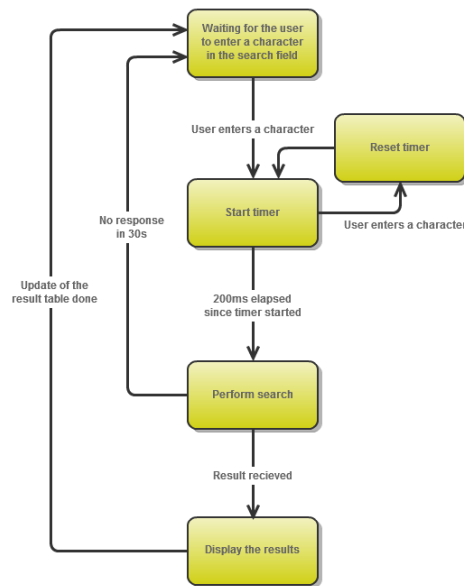 Waiting for the user
to enter a character
in the search field
User enters a character
Reset timer
Start timer
User enters a character
No response
in 30s
Update of the
result table done
200ms elapsed
since timer started
Perform search
Result recieved
Display the results